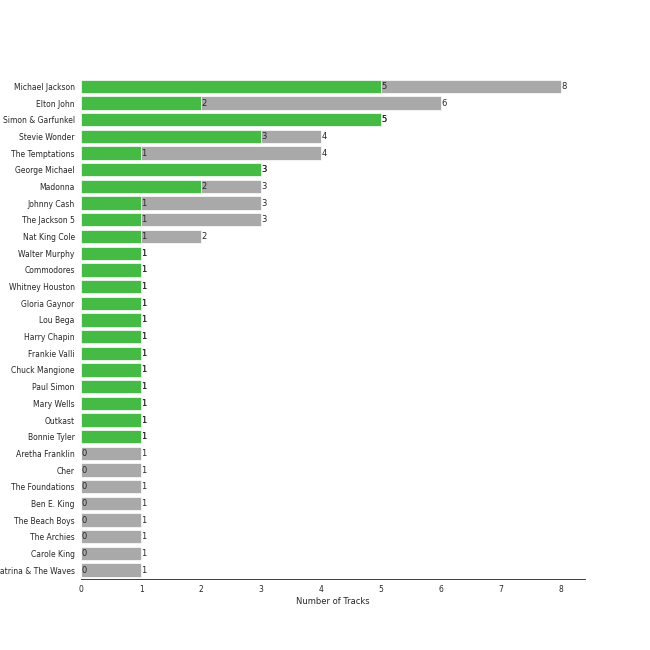 Michael Jackson 5 8
Elton John 2 6
Simon & Garfunkel 5
Stevie Wonder 3 4
The Temptations 1 4
George Michael 3
Madonna 2 3
Johnny Cash 1 3
The Jackson 5 1 3
Nat King Cole 1 2
Walter Murphy 1
Commodores 1
Whitney Houston 1
Gloria Gaynor 1
Lou Bega 1
Harry Chapin 1
Frankie Valli 1
Chuck Mangione 1
Paul Simon 1
Mary Wells 1
Outkast 1
Bonnie Tyler 1
Aretha Franklin 0 1
Cher 0 1
The Foundations 0 1
Ben E. King 0 1
The Beach Boys 0 1
The Archies 0 1
Carole King 0 1
atrina & The Waves 0 1
0 1 2 3 4 5 6 7 8
Number of Tracks